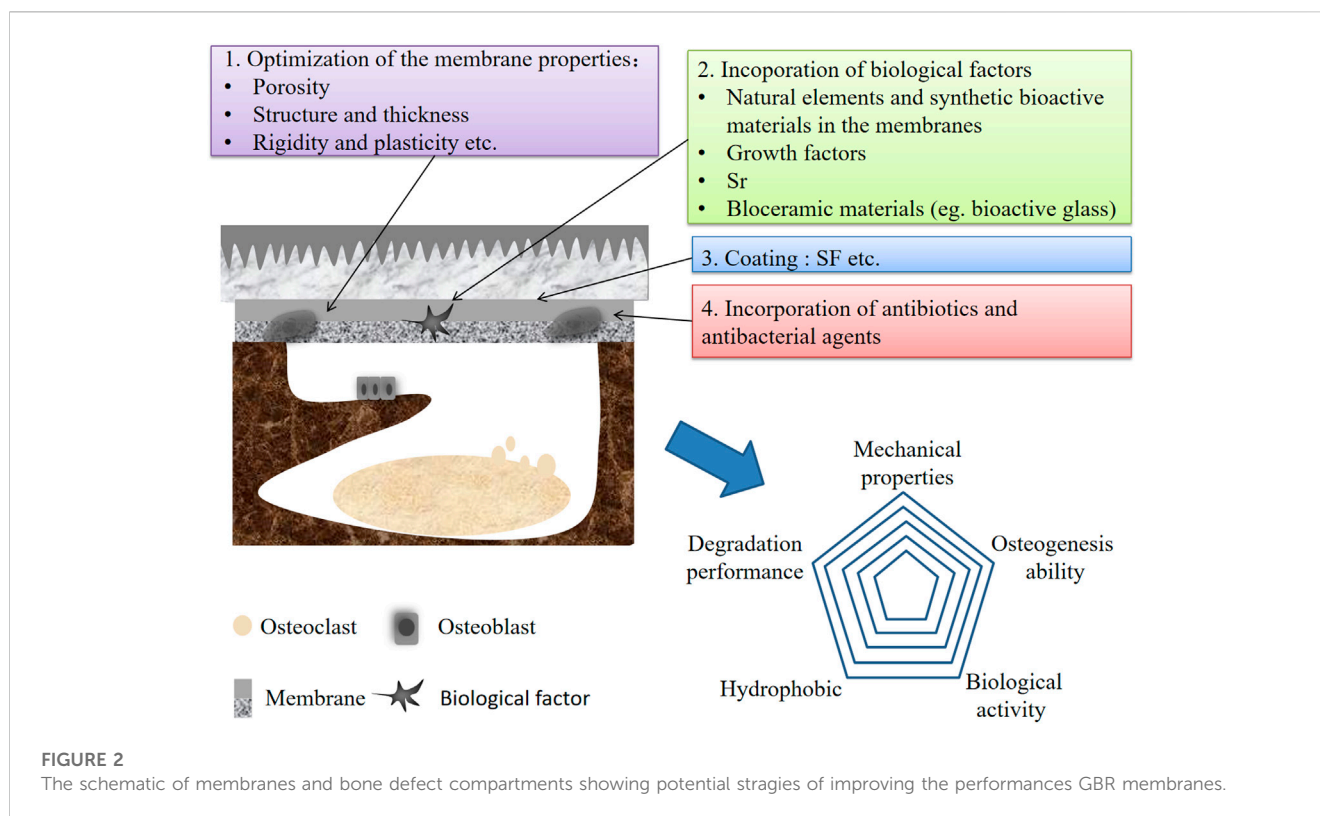 1. Optimization of the membrane properties：
• Porosity
• Structure and thickness
• Rigidity and plasticity etc.
2. Incoporation of biological factors
• Natural elements and synthetic bioactive
materials in the membranes
• Growth factors
• Sr
• Bloceramic materials (eg. bioactive glass)
3. Coating : SF etc.
4. Incorporation of antibiotics and
antibacterial agents
Mechanical
properties
Degradation
performance
Osteogenesis
ability
Hydrophobic
Biological
activity
Osteoclast
Osteoblast
Membrane
Biological factor
FIGURE 2
The schematic of membranes and bone defect compartments showing potential stragies of improving the performances GBR membranes.